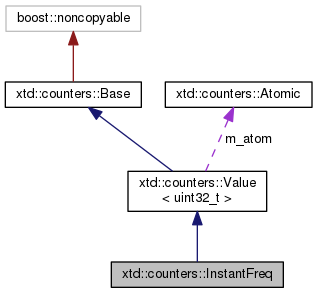 boost::noncopyable
xtd::counters::Base
xtd::counters::Atomic
m_atom
xtd::counters::Value
< uint32_t >
xtd::counters::InstantFreq